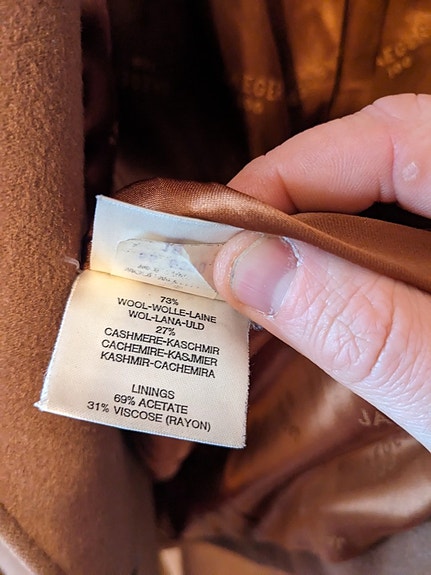 JAEGER
73%
WOOL-WOLLE-LAINE
WOL-LANA-ULD
27%
CASHMERE-KASCHMIR
CACHEMIRE-KASJMIER
KASHMIR-CACHEMIRA
LININGS
69% ACETATE
31% VISCOSE (RAYON)